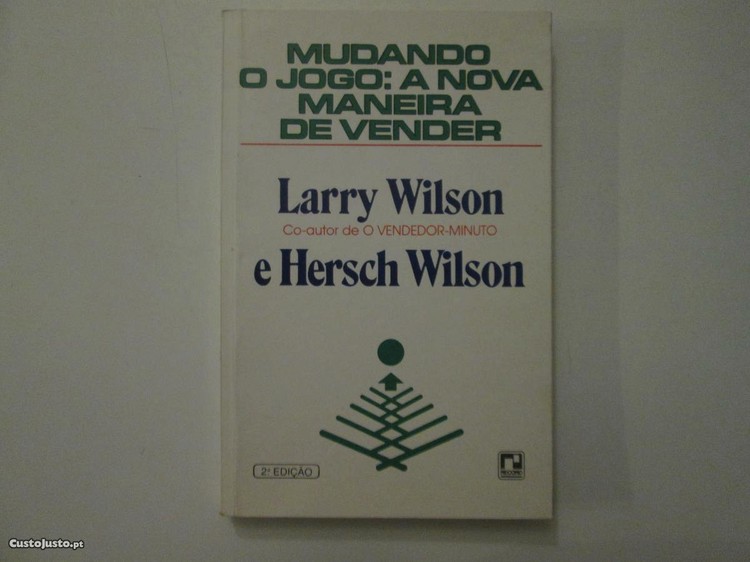 MUDANDO
O JOGO: A NOVA
MANEIRA
DE VENDER
Larry Wilson
Co-autor de O VENDEDOR-MINUTO
e Hersch Wilson
2ª EDIÇÃO
RECORD
CustoJusto.pt